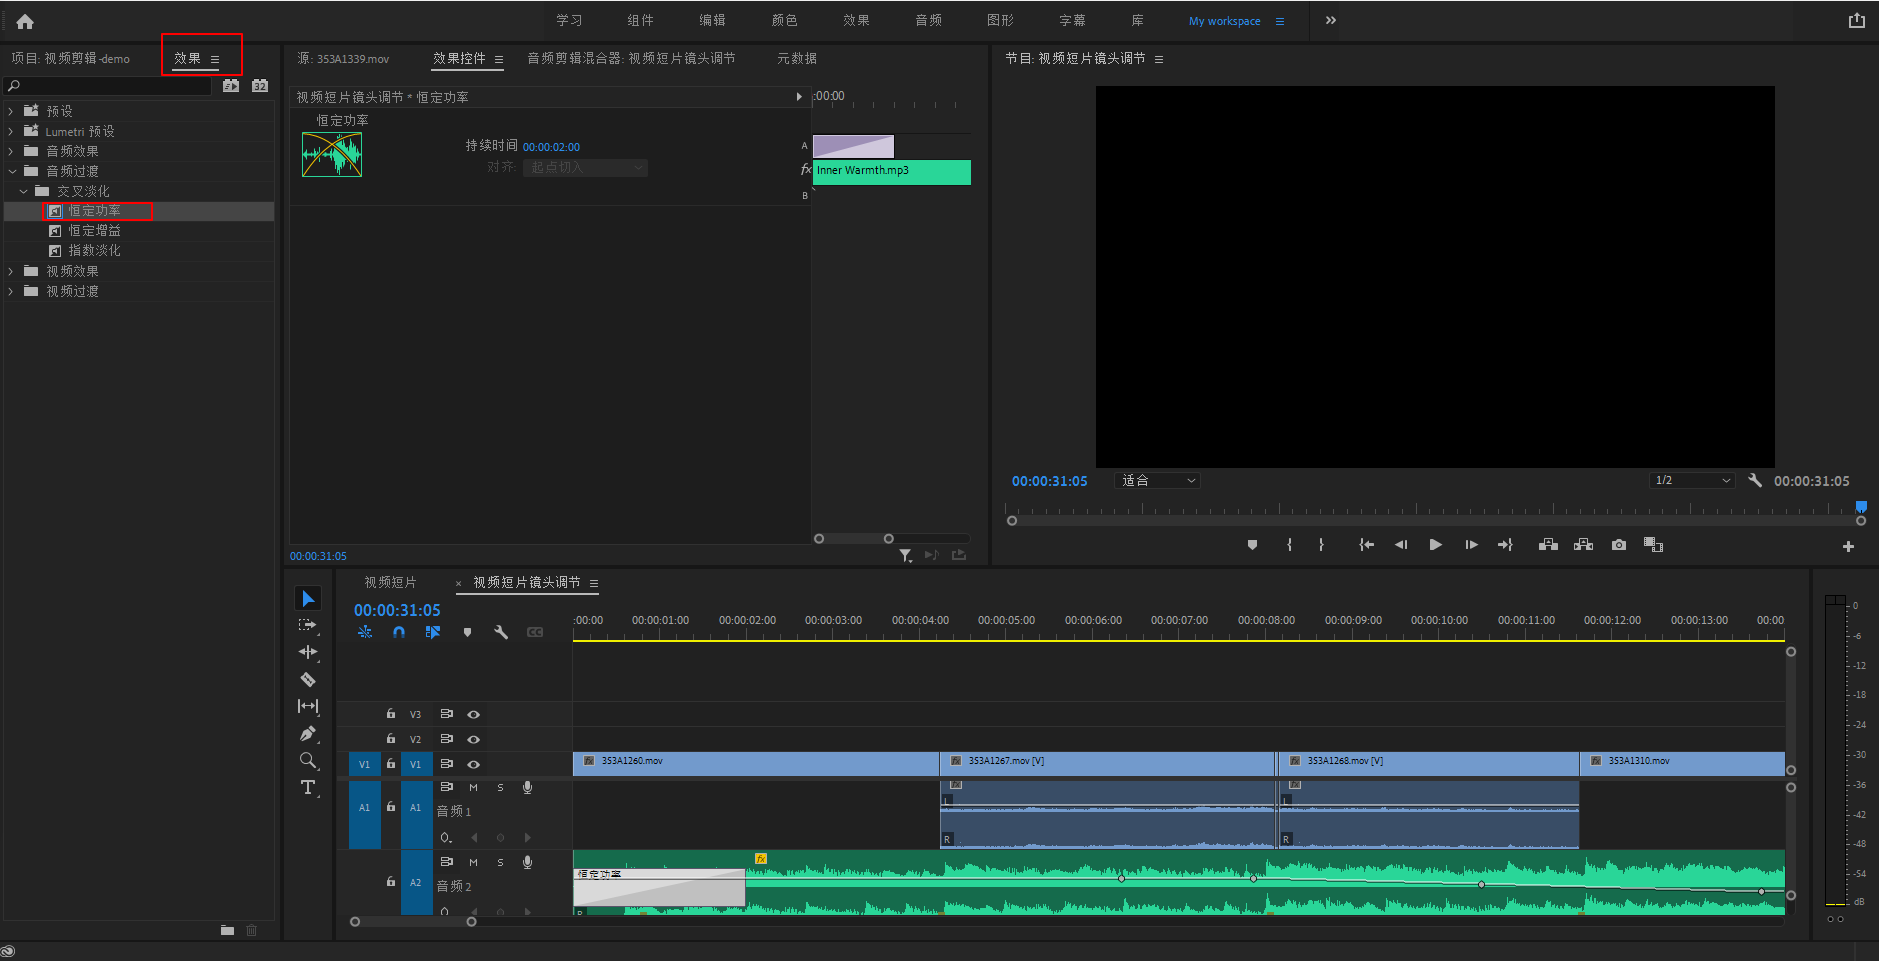 学习 组件 编辑 颜色 效果 音频 图形 字幕 库 My workspace
项目: 视频剪辑-demo 效果
32
预设
Lumetri 预设
音频效果
音频过渡
交叉淡化
恒定功率
恒定增益
指数淡化
视频效果
视频过渡
源: 353A1339.mov 效果控件 音频剪辑混合器: 视频短片镜头调节 元数据
视频短片镜头调节 * 恒定功率 :00:00
恒定功率
持续时间 00:00:02:00
对齐: 起点切入
A
fx Inner Warmth.mp3
B
00:00:31:05
节目: 视频短片镜头调节
00:00:31:05 适合 1/2 00:00:31:05
视频短片 × 视频短片镜头调节
00:00:31:05
:00:00 00:00:01:00 00:00:02:00 00:00:03:00 00:00:04:00 00:00:05:00 00:00:06:00 00:00:07:00 00:00:08:00 00:00:09:00 00:00:10:00 00:00:11:00 00:00:12:00 00:00:13:00 00:00
V3
V2
V1 V1 fx 353A1260.mov fx 353A1267.mov [V] fx 353A1268.mov [V] fx 353A1310.mov
M S fx fx
A1 A1 音频 1 L L
R R
M S fx
A2 音频 2 恒定功率
R
T
0
-6
-12
-18
-24
-30
-36
-42
-48
-54
dB